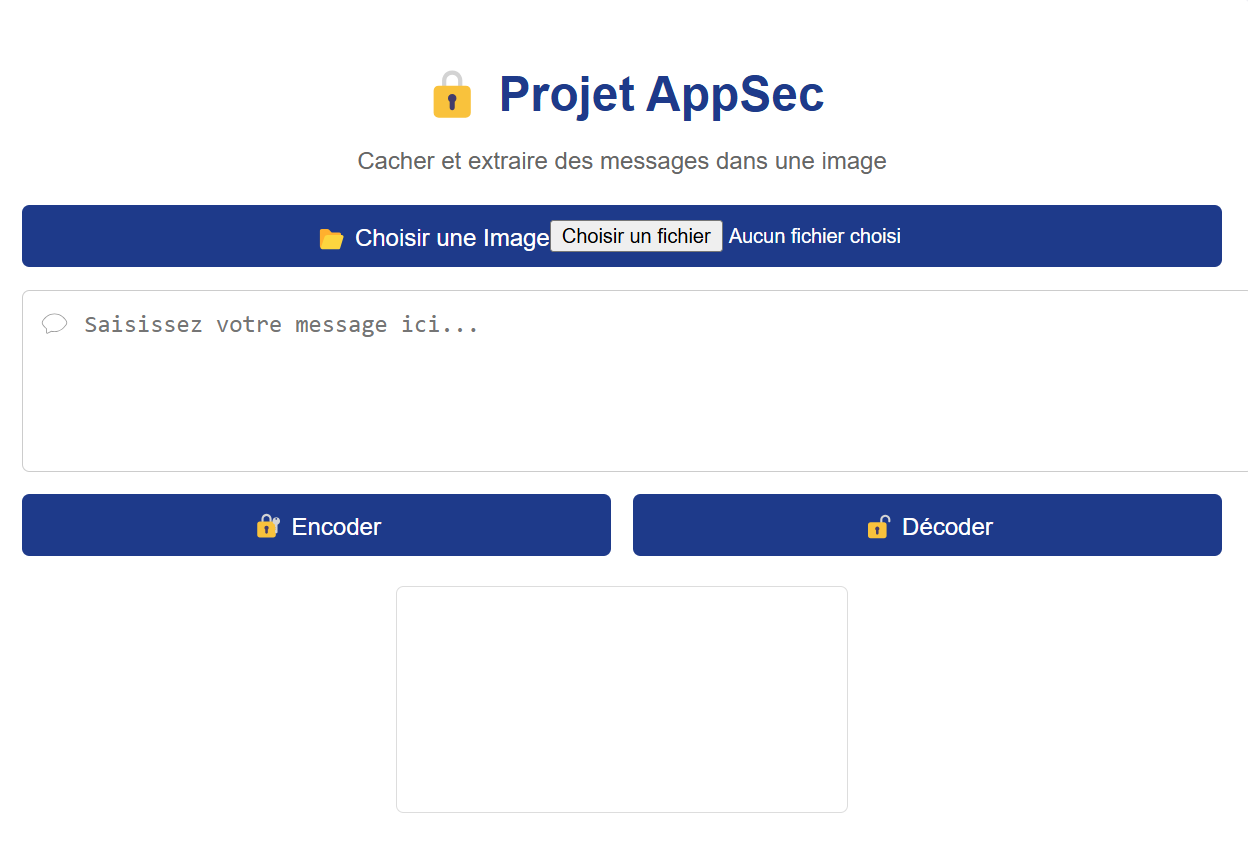 Projet AppSec
Cacher et extraire des messages dans une image
Choisir une Image Choisir un fichier Aucun fichier choisi
Saisissez votre message ici...
Encoder
Décoder